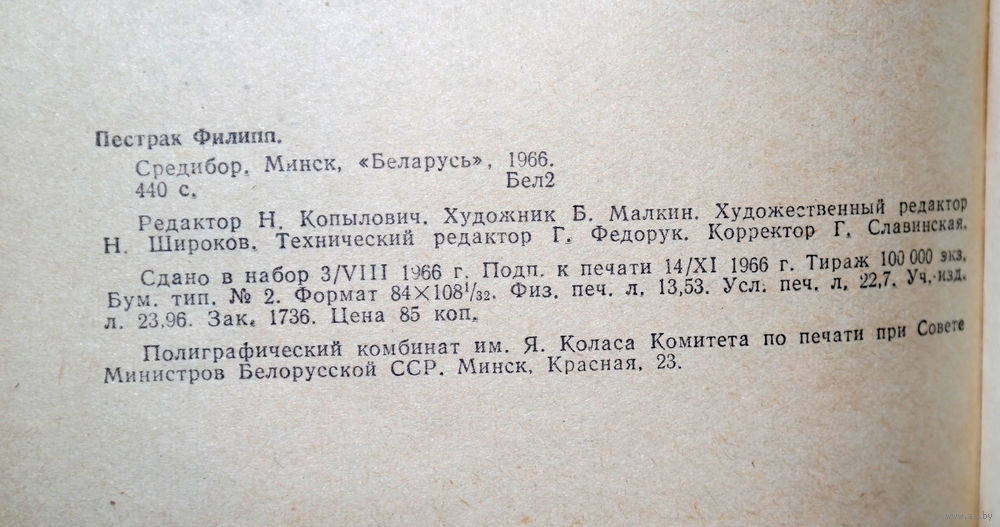 Пестрак Филипп.
Средибор. Минск, «Беларусь», 1966.
440 с. Бел2
Редактор Н. Копылович. Художник Б. Малкин. Художественный редактор
Н. Широков. Технический редактор Г. Федорук. Корректор Г. Славинская.
Сдано в набор 3/VIII 1966 г. Подп. к печати 14/XI 1966 г. Тираж 100 000 экз.
Бум. тип. № 2. Формат 84×108¹/₃₂. Физ. печ. л. 13,53. Усл. печ. л. 22,7. Уч.-изд.
л. 23,96. Зак. 1736. Цена 85 коп.
Полиграфический комбинат им. Я. Коласа Комитета по печати при Совете
Министров Белорусской ССР. Минск, Красная, 23.